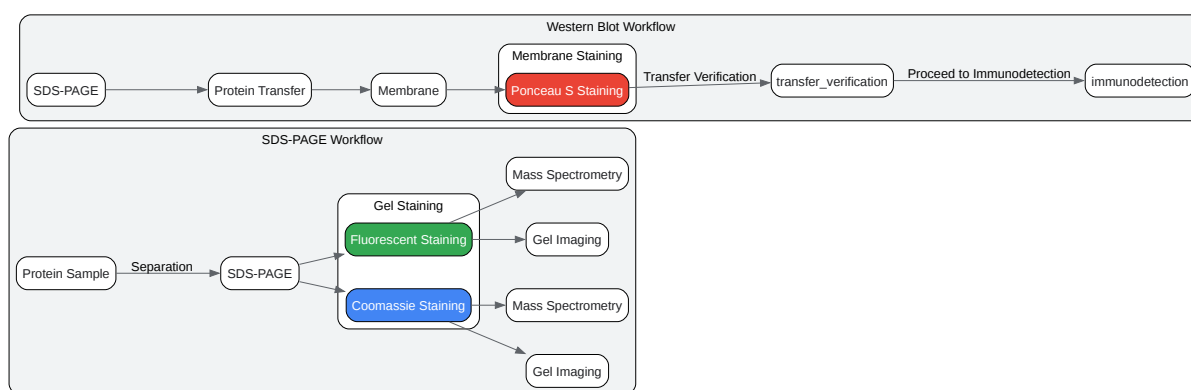 Western Blot Workflow
Membrane Staining
SDS-PAGE
Protein Transfer
Membrane
Ponceau S Staining
Transfer Verification
transfer_verification
Proceed to Immunodetection
immunodetection
SDS-PAGE Workflow
Mass Spectrometry
Gel Staining
Fluorescent Staining
Gel Imaging
Protein Sample
Separation
SDS-PAGE
Coomassie Staining
Mass Spectrometry
Gel Imaging